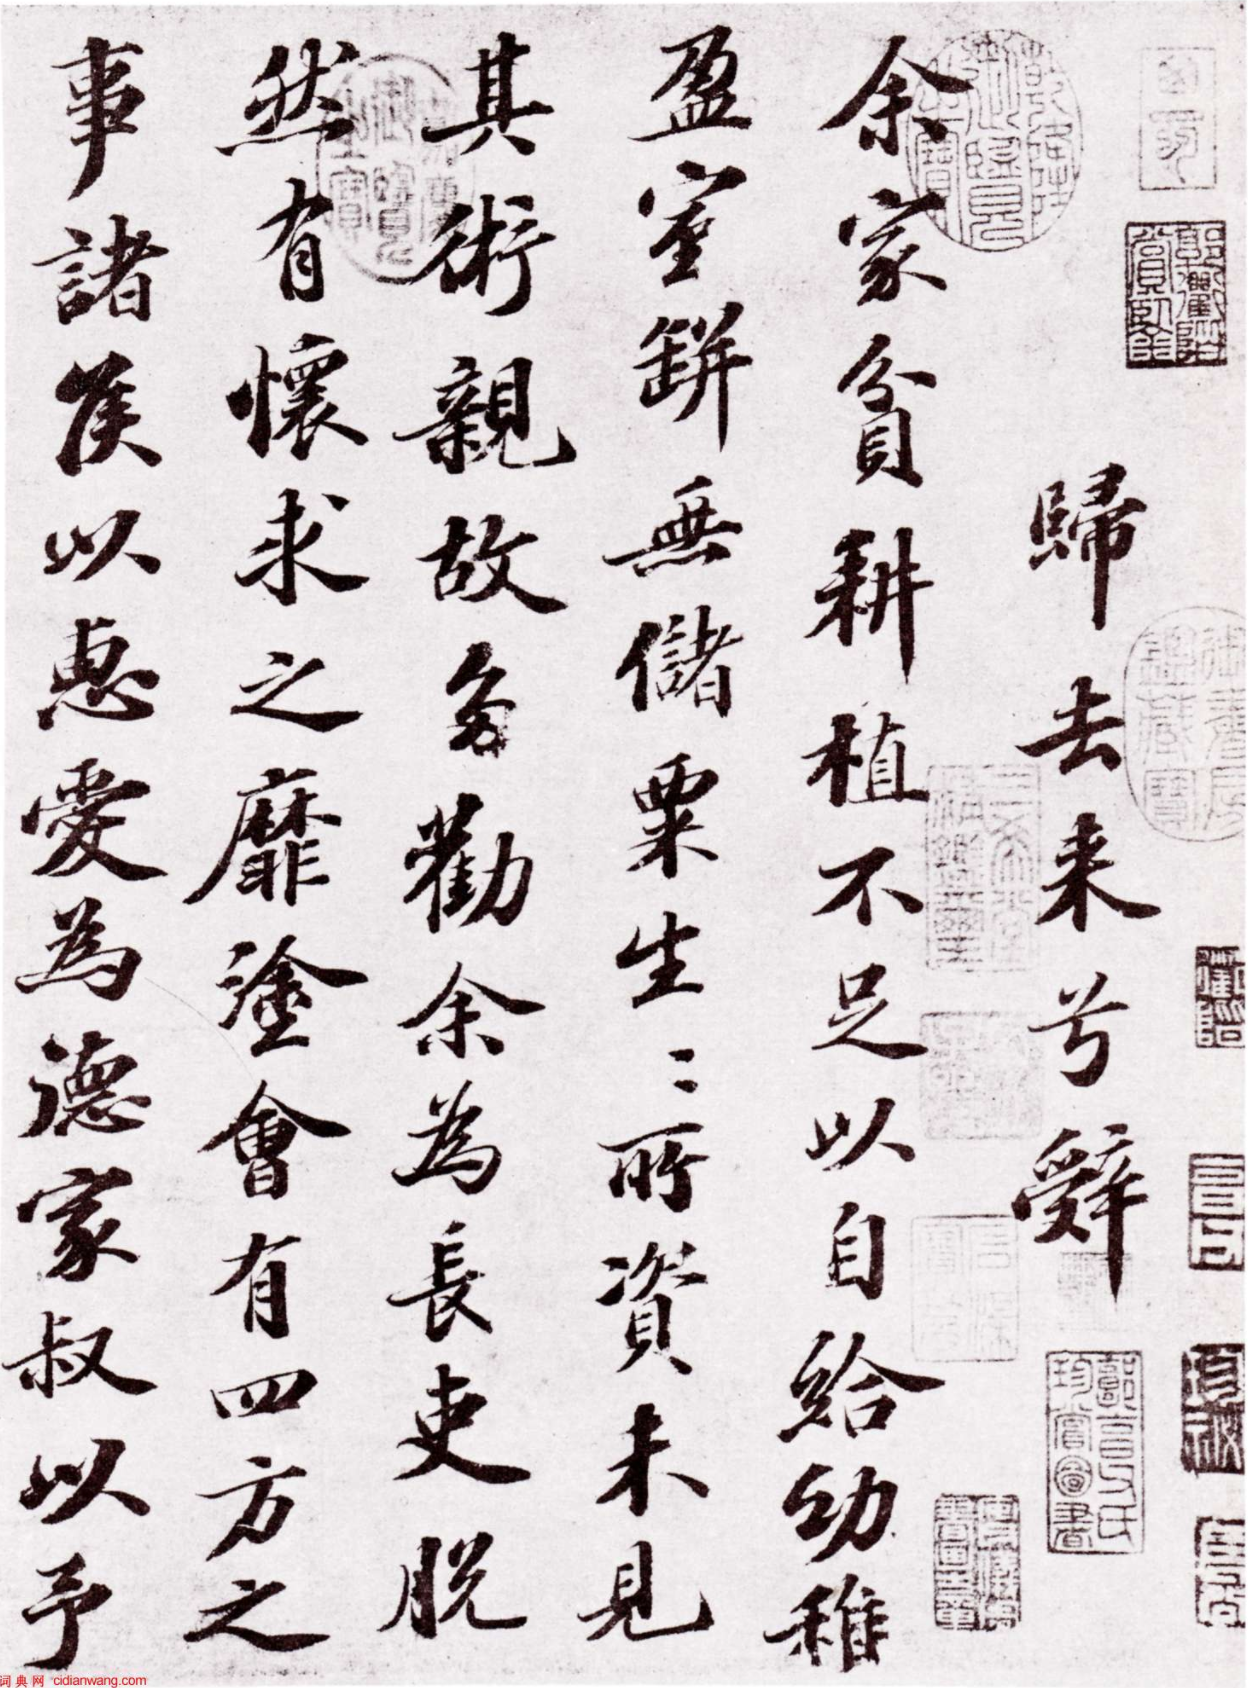 歸去来兮辤
余家貧耕植不足以自給幼稚
盈室缾無儲粟生〻所資未見
其術親故多勸余為長吏脱
然有懷求之靡塗會有四方之
事諸侯以惠愛為德家叔以予
词典网 cidianwang.com